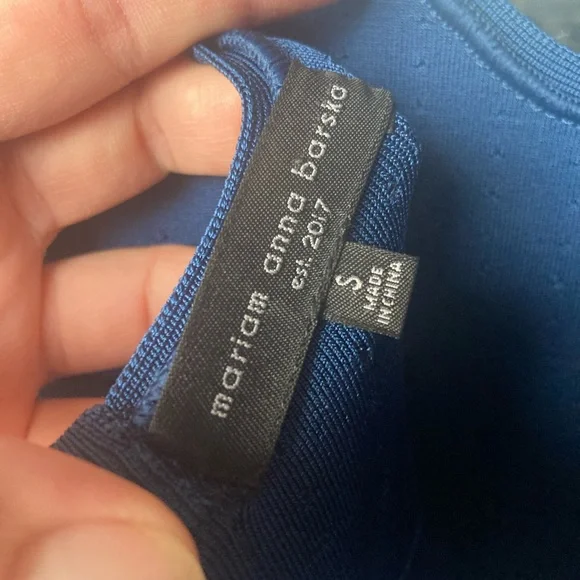 mariam anna barska
est. 2017
S
MADE
IN CHINA